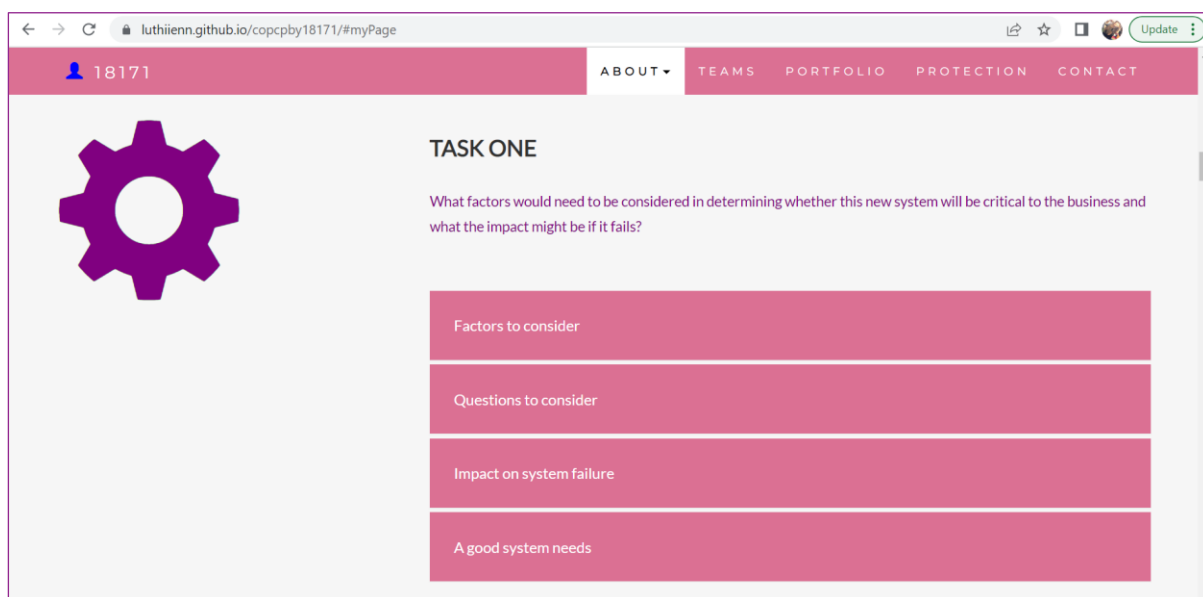 luthiienn.github.io/copcpby18171/#myPage
Update
18171
ABOUT
TEAMS
PORTFOLIO
PROTECTION
CONTACT
TASK ONE
What factors would need to be considered in determining whether this new system will be critical to the business and
what the impact might be if it fails?
Factors to consider
Questions to consider
Impact on system failure
A good system needs